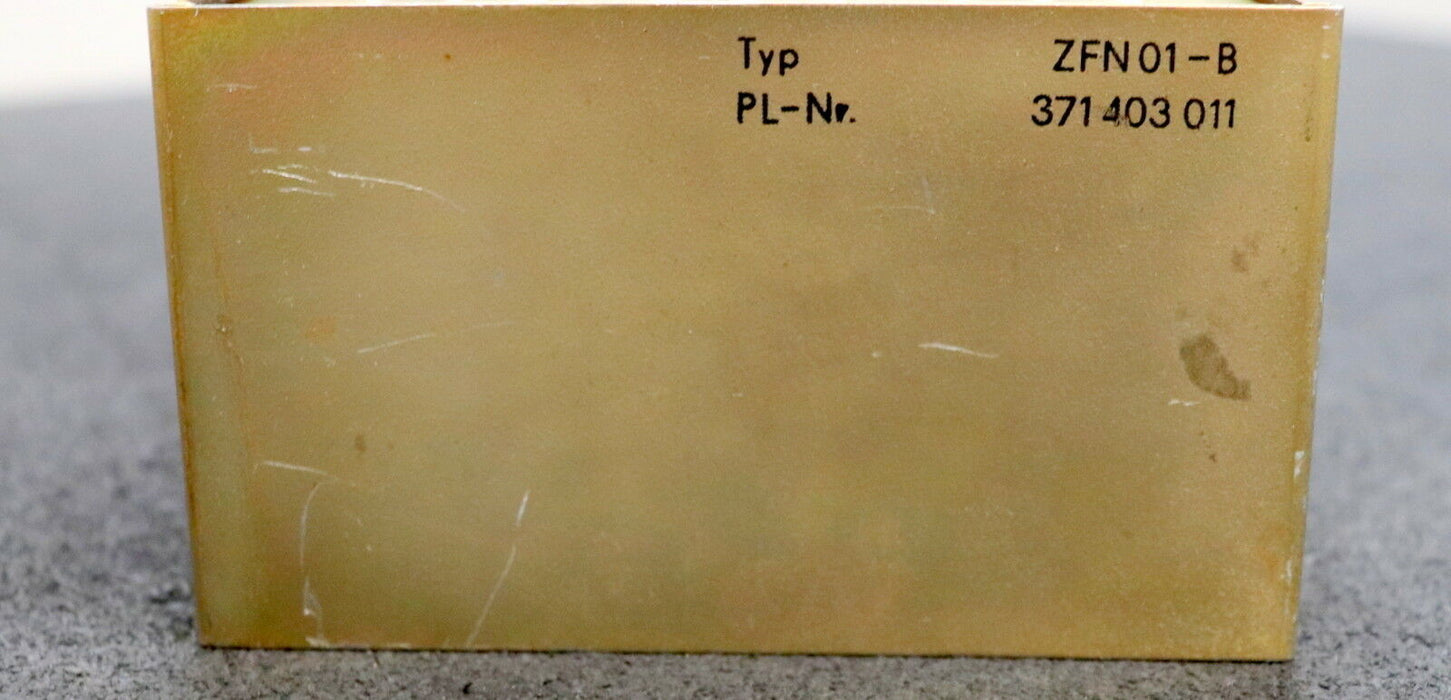 Typ ZFN 01-B
PL-Nr. 371 403 011